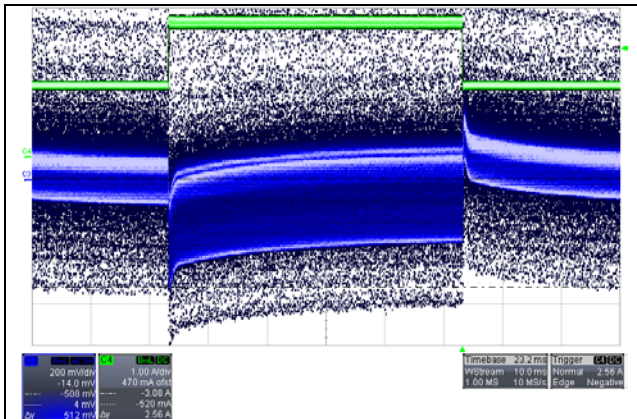 C4
C3
C4
200 mV/div
-14.0 mV
-508 mV
4 mV
Δy 512 mV
1.00 A/div
470 mA ofst
-3.08 A
-520 mA
Δy 2.56 A
Timebase 23.2 ms
WStream 10.0 ms
1.00 MS 10 MS/s
Trigger C4 DC
Normal 2.56 A
Edge Negative